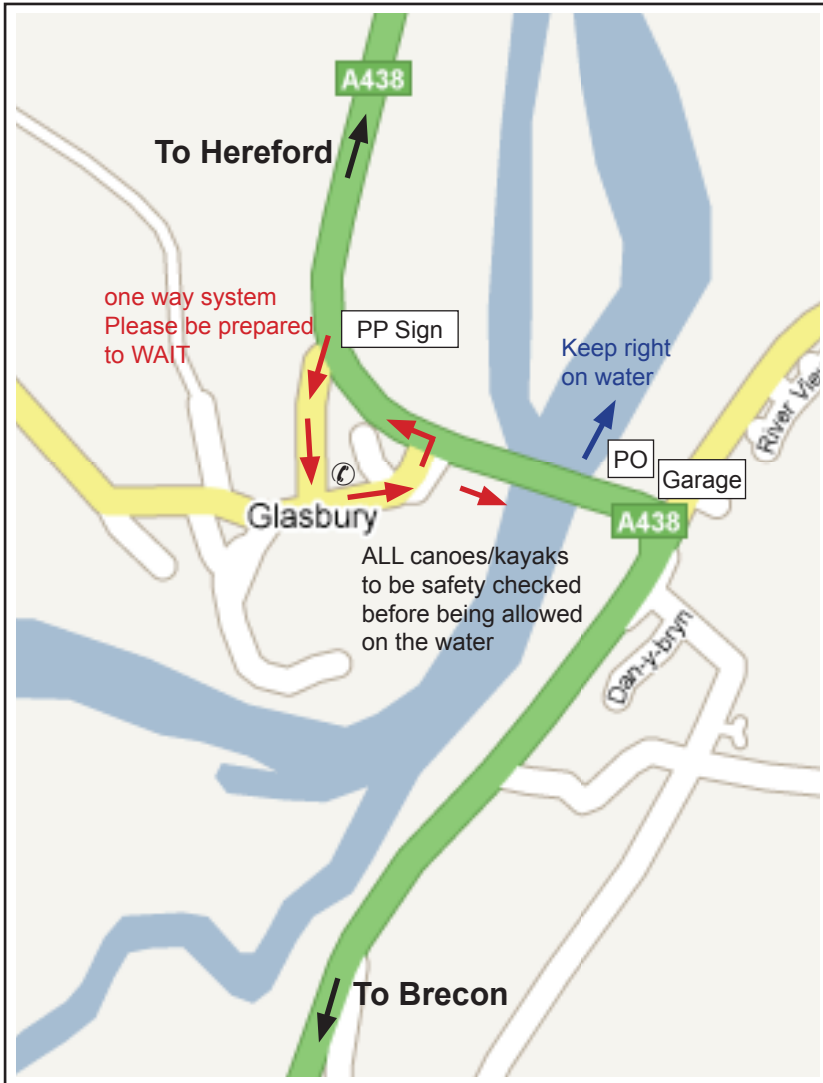 A438
To Hereford
one way system
Please be prepared
to WAIT
PP Sign
Keep right
on water
River View
PO
Garage
Glasbury
A438
ALL canoes/kayaks
to be safety checked
before being allowed
on the water
Dan-y-bryn
To Brecon